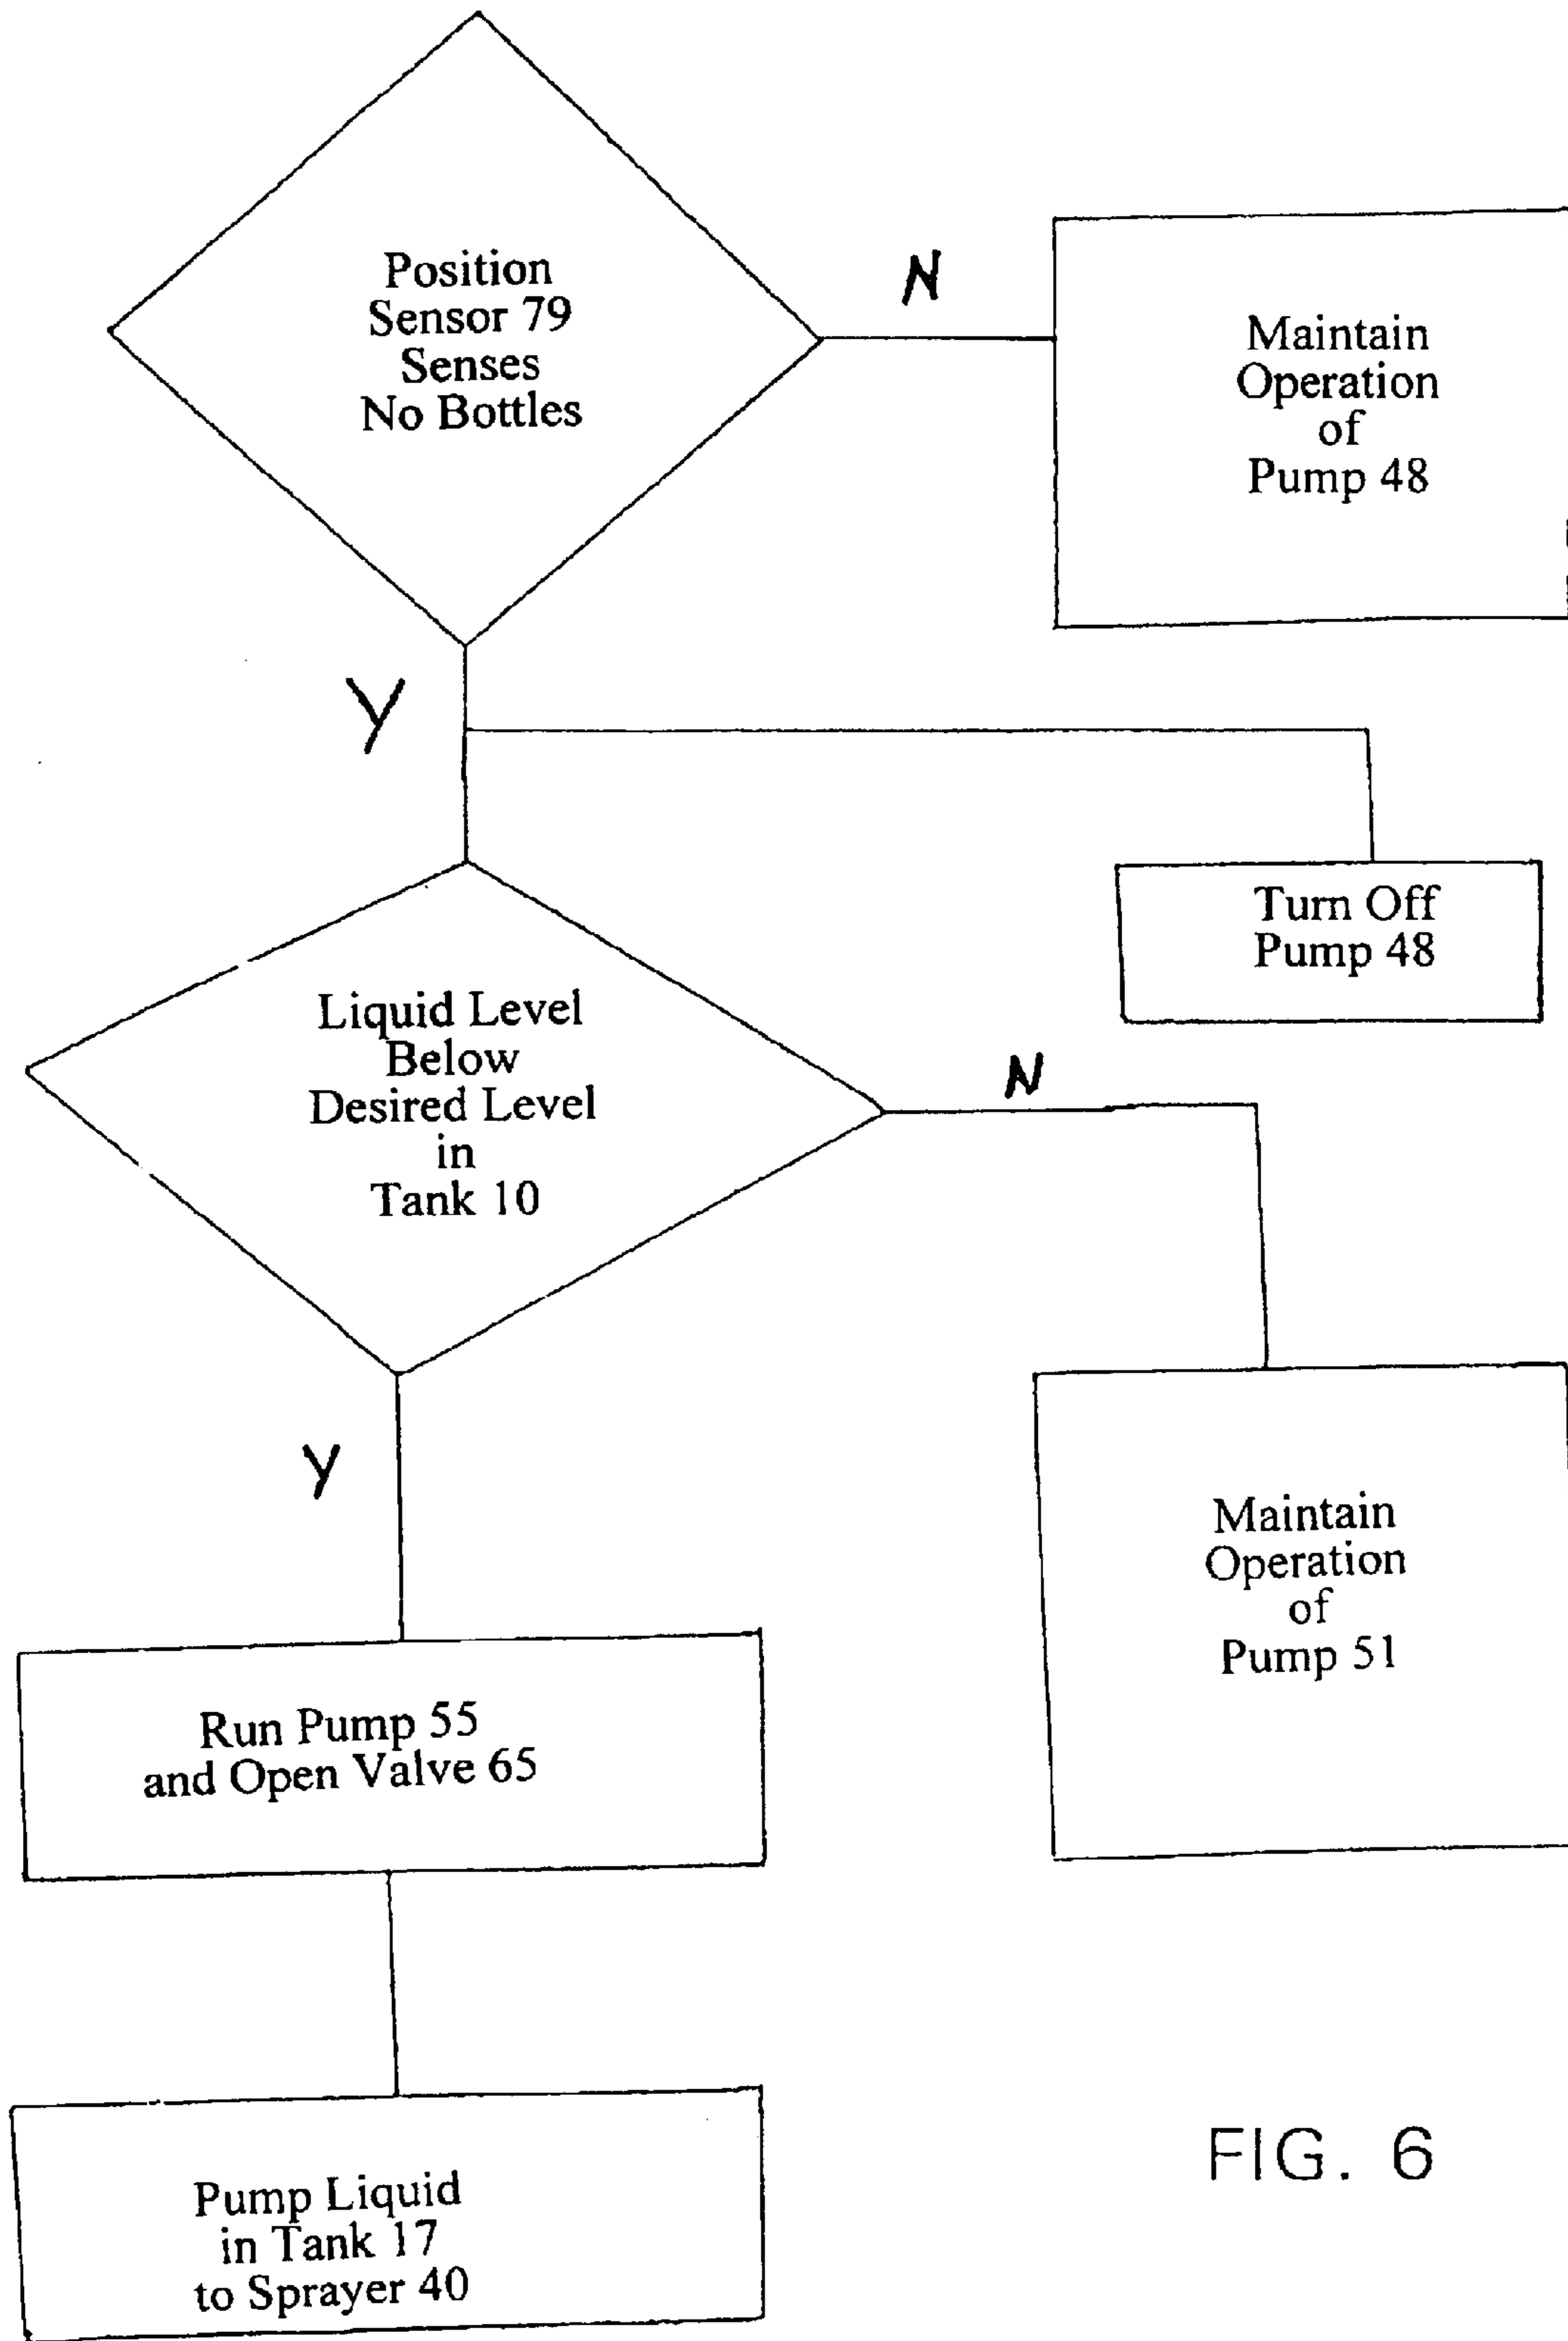 Position
Sensor 79
Senses
No Bottles
N
Maintain
Operation
of
Pump 48
Y
Turn Off
Pump 48
Liquid Level
Below
Desired Level
in
Tank 10
N
Y
Maintain
Operation
of
Pump 51
Run Pump 55
and Open Valve 65
Pump Liquid
in Tank 17
to Sprayer 40
FIG. 6